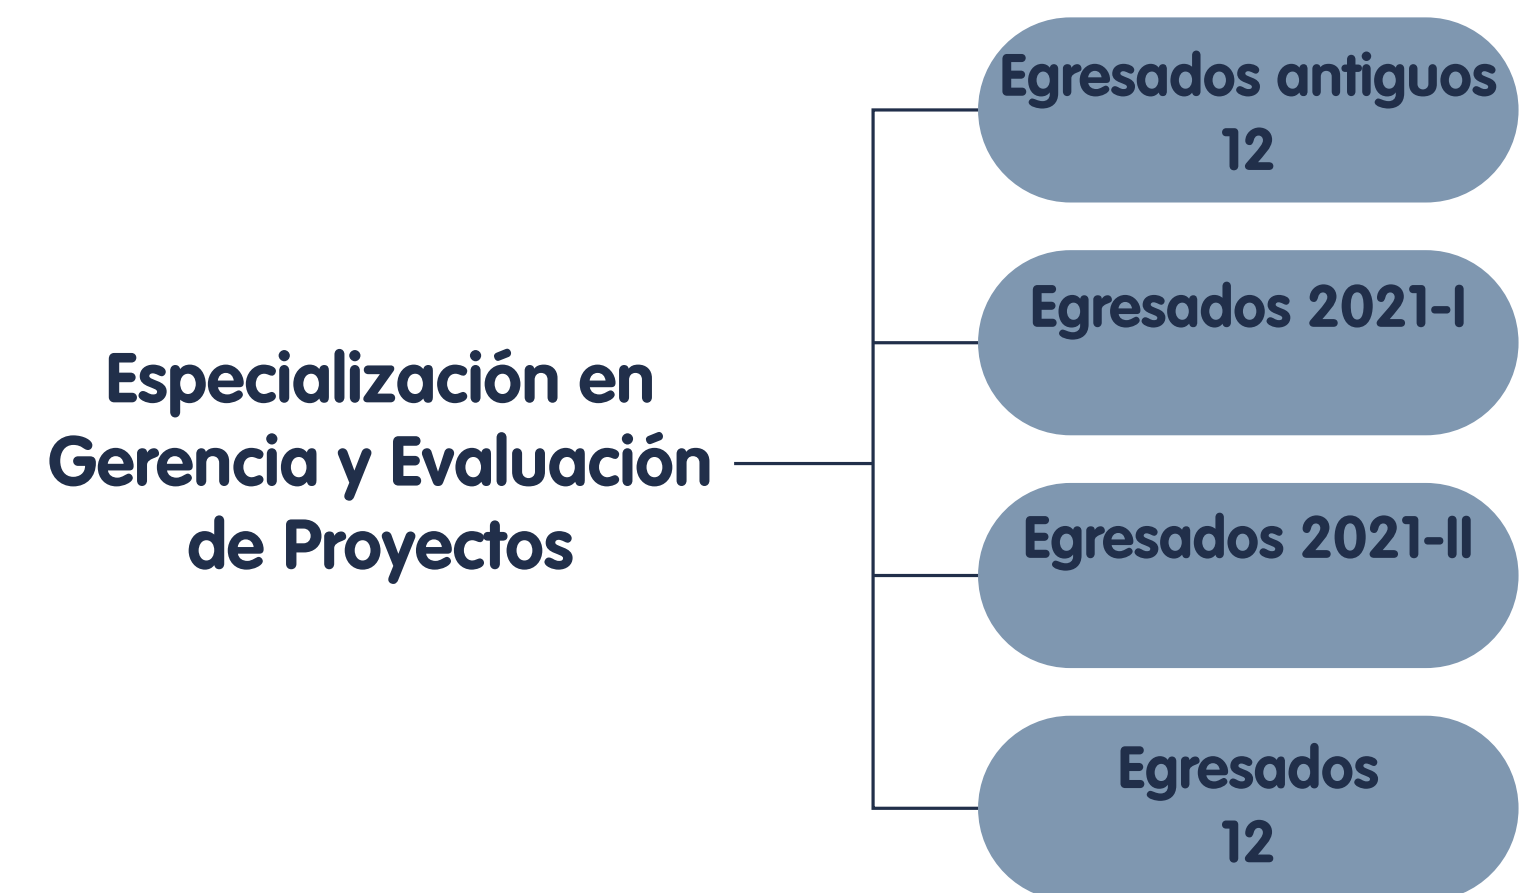 Especialización en
Gerencia y Evaluación
de Proyectos
Egresados antiguos
12
Egresados 2021-I
Egresados 2021-II
Egresados
12